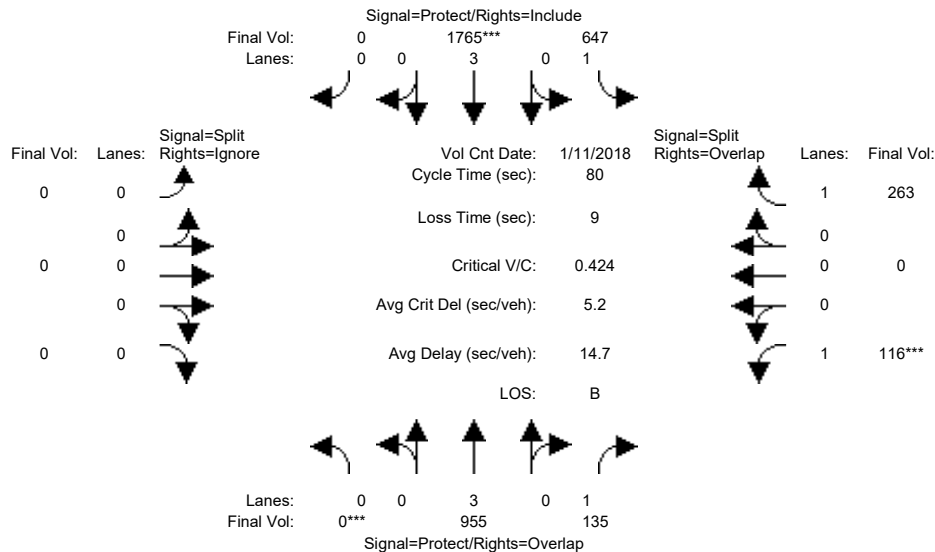 Signal=Protect/Rights=Include
Final Vol: 0 1765*** 647
Lanes: 0 0 3 0 1
Signal=Split Signal=Split
Final Vol: Lanes: Rights=Ignore Vol Cnt Date: 1/11/2018 Rights=Overlap Lanes: Final Vol:
Cycle Time (sec): 80
0 0 1 263
Loss Time (sec): 9
0 0
0 0 Critical V/C: 0.424 0 0
0 Avg Crit Del (sec/veh): 5.2 0
0 0 Avg Delay (sec/veh): 14.7 1 116***
LOS: B
Lanes: 0 0 3 0 1
Final Vol: 0*** 955 135
Signal=Protect/Rights=Overlap